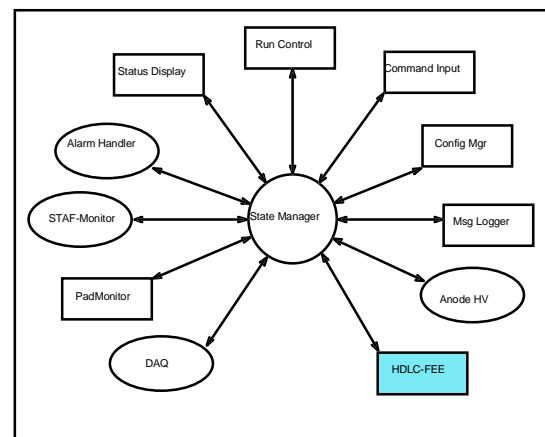 Run Control
Status Display
Command Input
Alarm Handler
Config Mgr
STAF-Monitor
State Manager
Msg Logger
PadMonitor
Anode HV
DAQ
HDLC-FEE